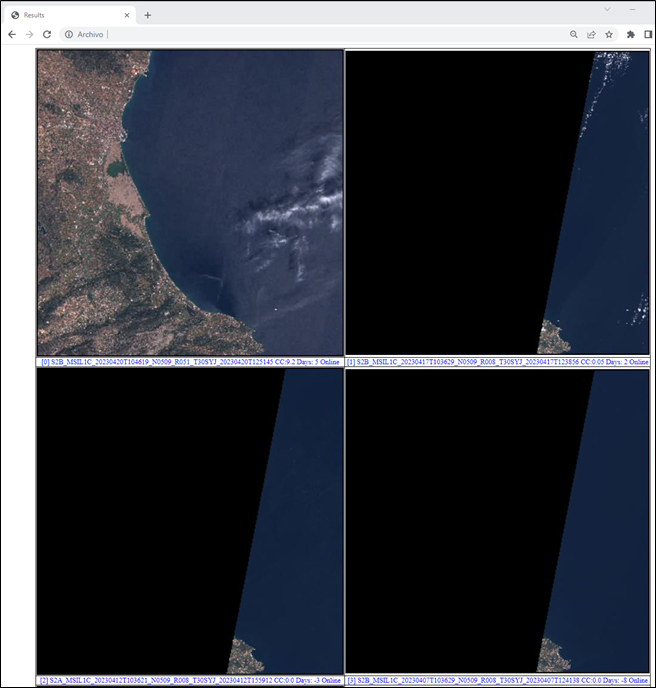 Results
Archivo
[0] S2B_MSIL1C_20230420T104619_N0509_R051_T30SYJ_20230420T125145 CC:9.2 Days: 5 Online
[1] S2B_MSIL1C_20230417T103629_N0509_R008_T30SYJ_20230417T123856 CC:0.05 Days: 2 Online
[2] S2A_MSIL1C_20230412T103621_N0509_R008_T30SYJ_20230412T155912 CC:0.0 Days: -3 Online
[3] S2B_MSIL1C_20230407T103629_N0509_R008_T30SYJ_20230407T124138 CC:0.0 Days: -8 Online